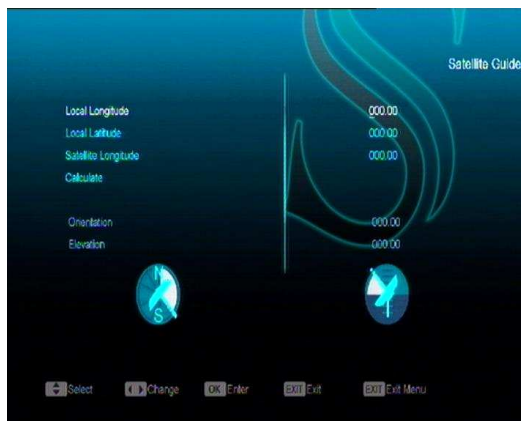 Satellite Guide
Local Longitude 000.00
Local Latitude 000.00
Satellite Longitude 000.00
Calculate
Orientation 000.00
Elevation 000.00
N
S
Select Change OK Enter EXIT Exit EXIT Exit Menu